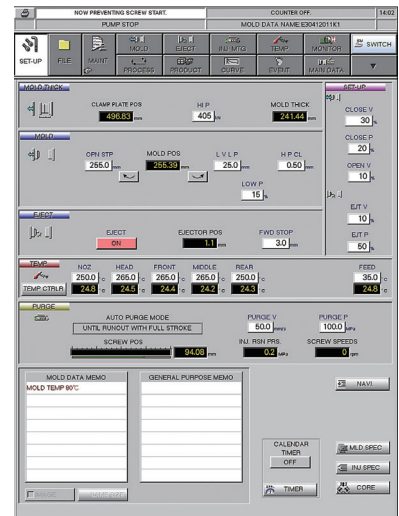 NOW PREVENTING SCREW START. COUNTER OFF. 14:02
PUMP STOP MOLD DATA NAME E30412011K1
SET-UP FILE MAINT MOLD EJECT INJ-MTG TEMP MONITOR SWITCH
PROCESS PRODUCT CURVE EVENT MAIN DATA
MOLD THICK SET-UP
CLAMP PLATE POS HI P MOLD THICK
496.83 mm 405 kN 241.44 mm
CLOSE V
30 %
MOLD
CLOSE P
20 %
OPN STP MOLD POS L V L P H P CL
255.0 mm 255.39 mm 25.0 mm 0.50 mm
OPEN V
10 %
LOW P
15 %
EJECT
EJT V
10 %
EJECT EJECTOR POS FWD STOP
ON 1.1 mm 3.0 mm
EJT P
50 %
TEMP
NOZ HEAD FRONT MIDDLE REAR FEED
250.0 °C 265.0 °C 265.0 °C 265.0 °C 250.0 °C 35.0 °C
TEMP CTRLR 24.8 °C 24.5 °C 24.4 °C 24.2 °C 24.3 °C 24.8 °C
PURGE
AUTO PURGE MODE PURGE V PURGE P
UNTIL RUNOUT WITH FULL STROKE 50.0 mm/s 100.0 MPa
SCREW POS INJ. RSN PRS. SCREW SPEEDS
94.08 mm 0.2 MPa 0 rpm
MOLD DATA MEMO GENERAL PURPOSE MEMO
MOLD TEMP 80℃
NAVI.
CALENDAR
TIMER
OFF
MLD SPEC
INJ SPEC
IMAGE NAME SIZE TIMER CORE